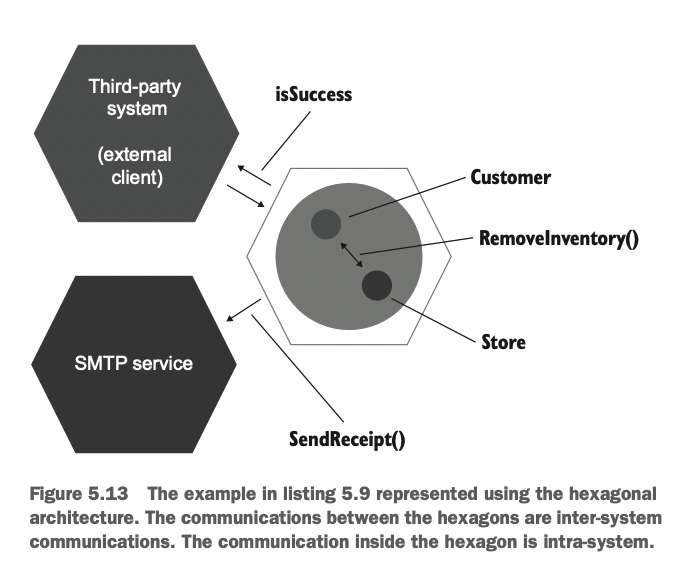 Third-party
system
(external
client)
isSuccess
Customer
RemoveInventory()
Store
SMTP service
SendReceipt()
Figure 5.13 The example in listing 5.9 represented using the hexagonal
architecture. The communications between the hexagons are inter-system
communications. The communication inside the hexagon is intra-system.